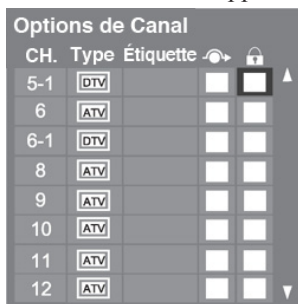 Options de Canal
CH. Type Étiquette
5-1 DTV
6 ATV
6-1 DTV
8 ATV
9 ATV
10 ATV
11 ATV
12 ATV